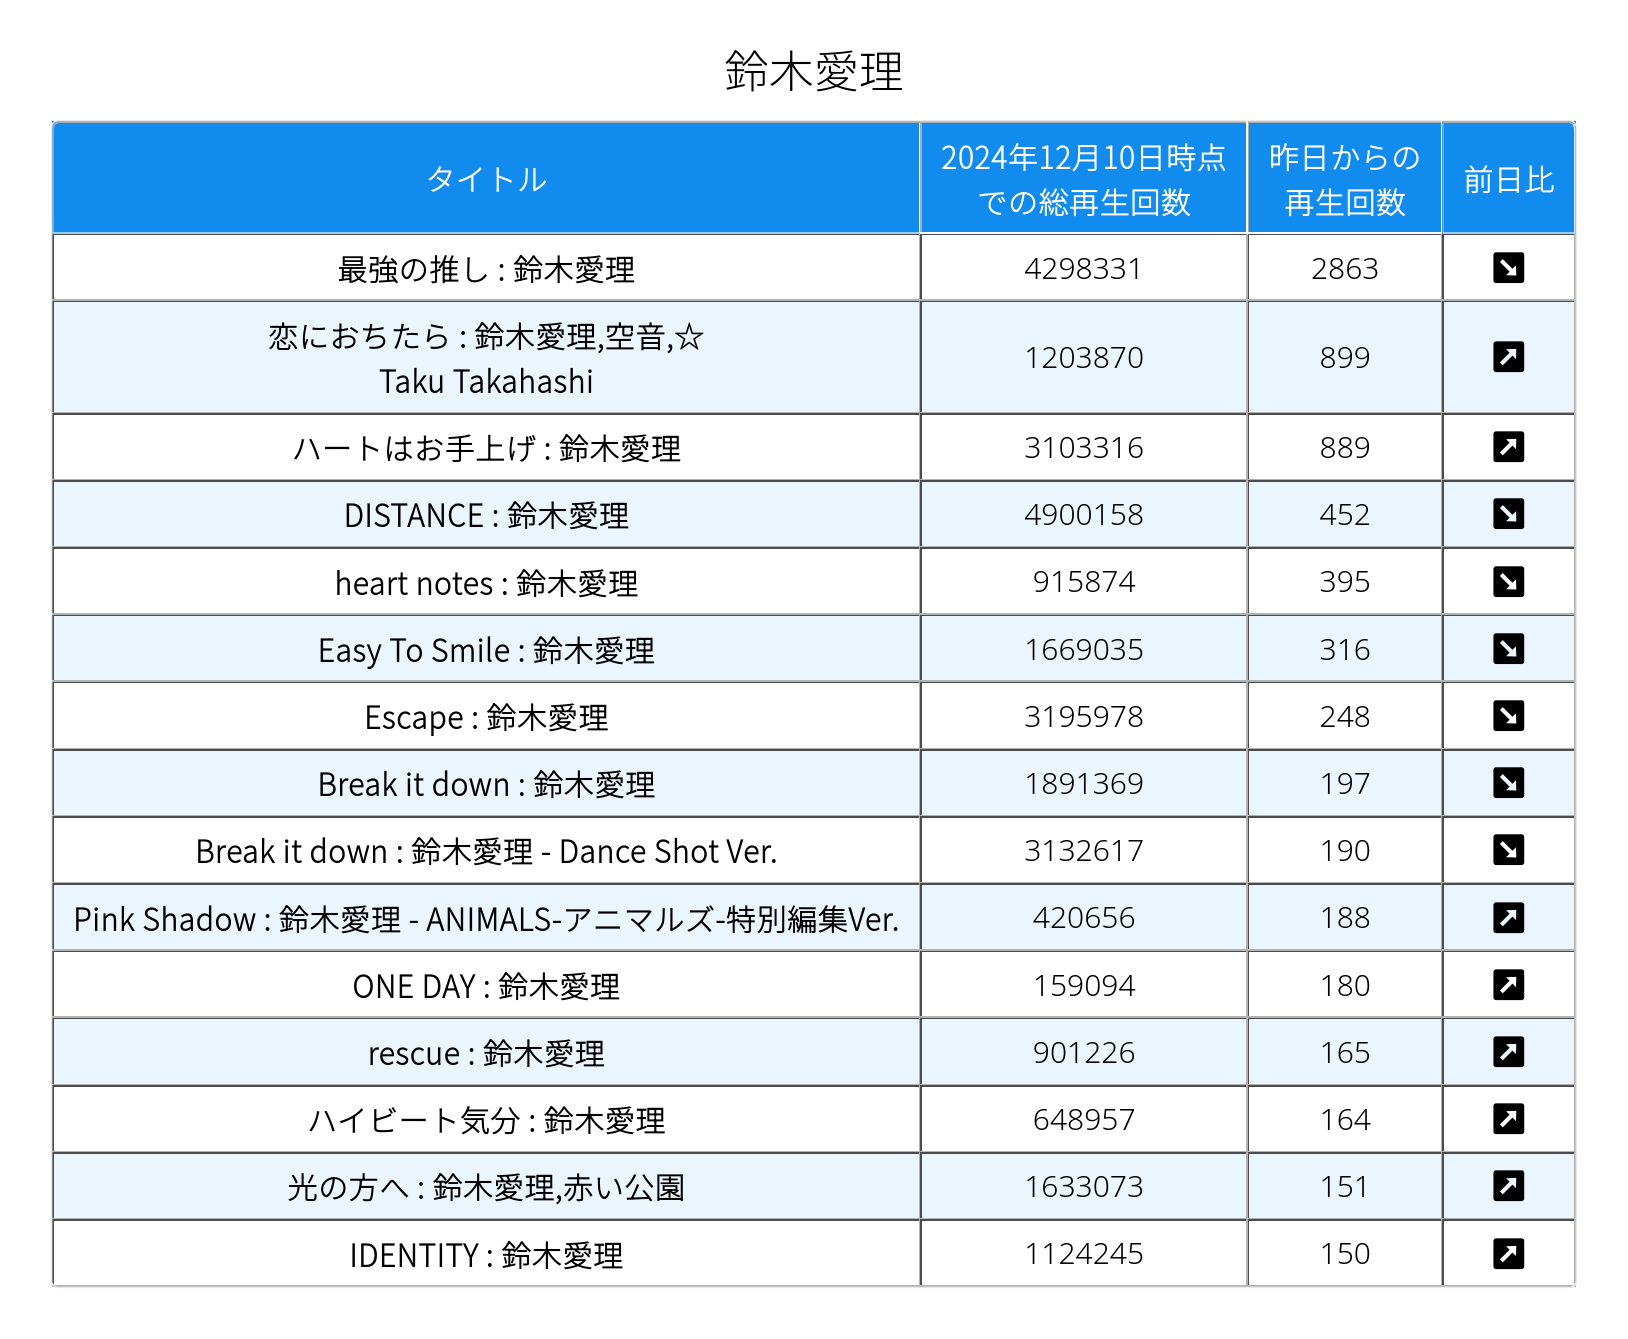 鈴木愛理
タイトル
2024年12月10日時点
での総再生回数
昨日からの
再生回数
前日比
最強の推し : 鈴木愛理 4298331 2863 ↘
恋におちたら : 鈴木愛理,空音,☆
Taku Takahashi
1203870 899 ↗
ハートはお手上げ : 鈴木愛理 3103316 889 ↗
DISTANCE : 鈴木愛理 4900158 452 ↘
heart notes : 鈴木愛理 915874 395 ↘
Easy To Smile : 鈴木愛理 1669035 316 ↘
Escape : 鈴木愛理 3195978 248 ↘
Break it down : 鈴木愛理 1891369 197 ↘
Break it down : 鈴木愛理 - Dance Shot Ver. 3132617 190 ↘
Pink Shadow : 鈴木愛理 - ANIMALS-アニマルズ-特別編集Ver. 420656 188 ↗
ONE DAY : 鈴木愛理 159094 180 ↗
rescue : 鈴木愛理 901226 165 ↗
ハイビート気分 : 鈴木愛理 648957 164 ↗
光の方へ : 鈴木愛理,赤い公園 1633073 151 ↗
IDENTITY : 鈴木愛理 1124245 150 ↗